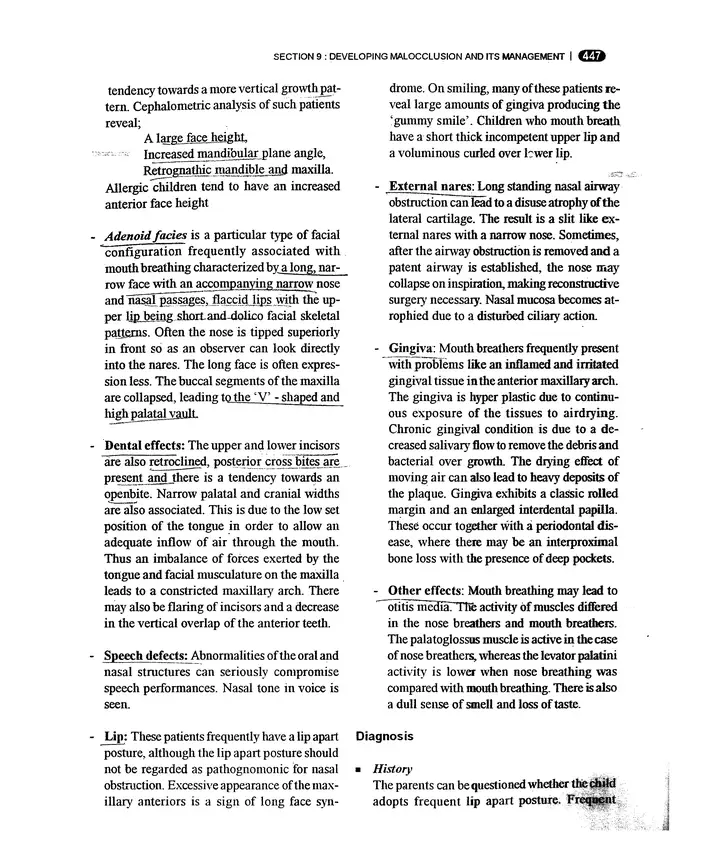 SECTION 9 : DEVELOPING MALOCCLUSION AND ITS MANAGEMENT | 447
tendency towards a more vertical growth pat-
tern. Cephalometric analysis of such patients
reveal;
A large face height,
Increased mandibular plane angle,
Retrognathic mandible and maxilla.
Allergic children tend to have an increased
anterior face height
- Adenoid facies is a particular type of facial
configuration frequently associated with
mouth breathing characterized by a long, nar-
row face with an accompanying narrow nose
and nasal passages, flaccid lips with the up-
per lip being short and dolico facial skeletal
patterns. Often the nose is tipped superiorly
in front so as an observer can look directly
into the nares. The long face is often expres-
sion less. The buccal segments of the maxilla
are collapsed, leading to the ‘V’ - shaped and
high palatal vault.
- Dental effects: The upper and lower incisors
are also retroclined, posterior cross bites are
present and there is a tendency towards an
openbite. Narrow palatal and cranial widths
are also associated. This is due to the low set
position of the tongue in order to allow an
adequate inflow of air through the mouth.
Thus an imbalance of forces exerted by the
tongue and facial musculature on the maxilla
leads to a constricted maxillary arch. There
may also be flaring of incisors and a decrease
in the vertical overlap of the anterior teeth.
- Speech defects: Abnormalities of the oral and
nasal structures can seriously compromise
speech performances. Nasal tone in voice is
seen.
- Lip: These patients frequently have a lip apart
posture, although the lip apart posture should
not be regarded as pathognomonic for nasal
obstruction. Excessive appearance of the max-
illary anteriors is a sign of long face syn-
drome. On smiling, many of these patients re-
veal large amounts of gingiva producing the
‘gummy smile’. Children who mouth breath
have a short thick incompetent upper lip and
a voluminous curled over lower lip.
- External nares: Long standing nasal airway
obstruction can lead to a disuse atrophy of the
lateral cartilage. The result is a slit like ex-
ternal nares with a narrow nose. Sometimes,
after the airway obstruction is removed and a
patent airway is established, the nose may
collapse on inspiration, making reconstructive
surgery necessary. Nasal mucosa becomes at-
rophied due to a disturbed ciliary action.
- Gingiva: Mouth breathers frequently present
with problems like an inflamed and irritated
gingival tissue in the anterior maxillary arch.
The gingiva is hyper plastic due to continu-
ous exposure of the tissues to airdrying.
Chronic gingival condition is due to a de-
creased salivary flow to remove the debris and
bacterial over growth. The drying effect of
moving air can also lead to heavy deposits of
the plaque. Gingiva exhibits a classic rolled
margin and an enlarged interdental papilla.
These occur together with a periodontal dis-
ease, where there may be an interproximal
bone loss with the presence of deep pockets.
- Other effects: Mouth breathing may lead to
otitis media. The activity of muscles differed
in the nose breathers and mouth breathers.
The palatoglossus muscle is active in the case
of nose breathers, whereas the levator palatini
activity is lower when nose breathing was
compared with mouth breathing. There is also
a dull sense of smell and loss of taste.
Diagnosis
■ History
The parents can be questioned whether the child
adopts frequent lip apart posture. Frequent